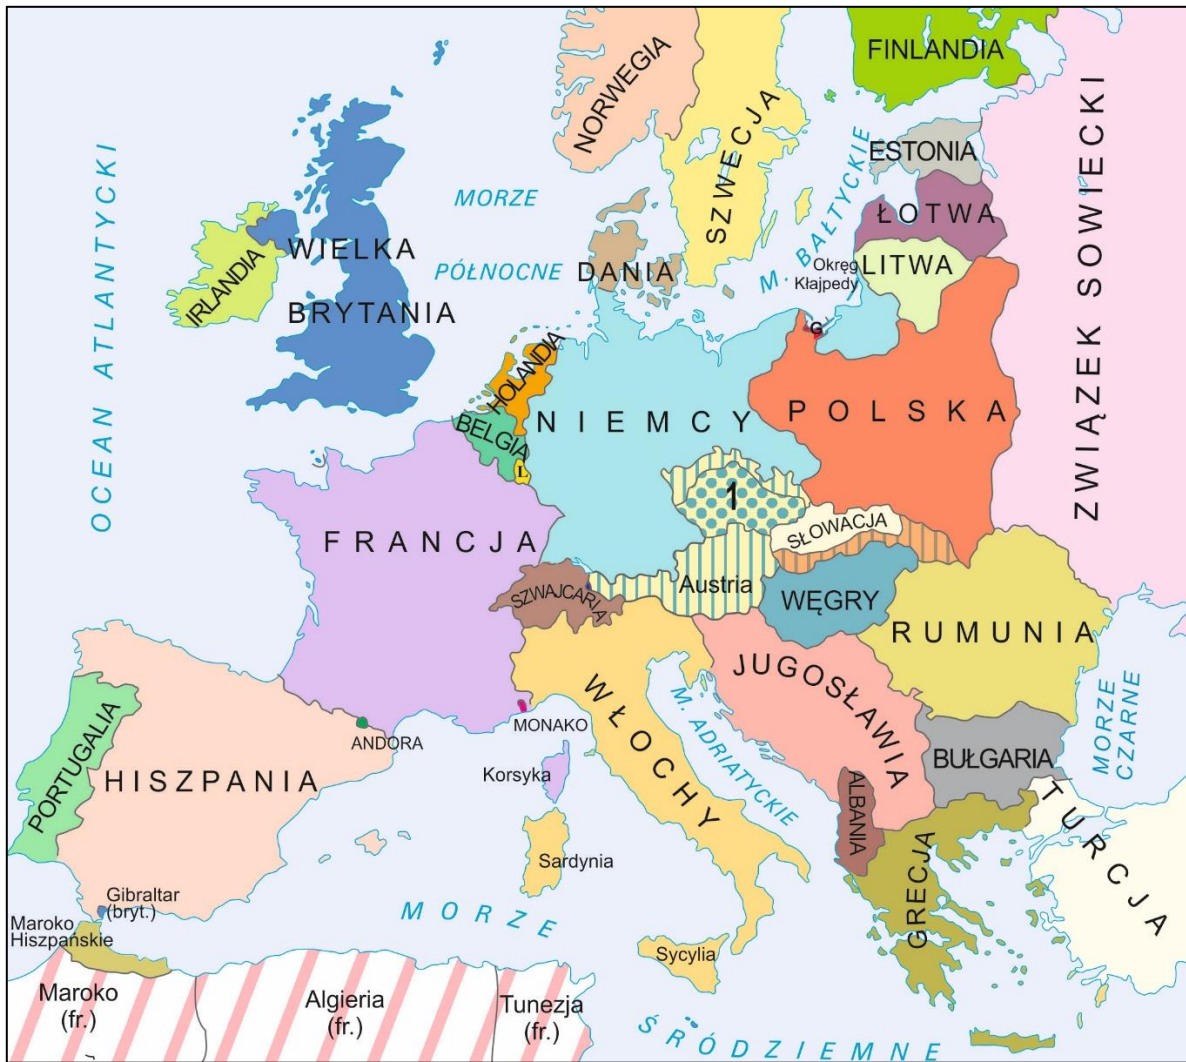 NORWEGIA
SZWECJA
FINLANDIA
ESTONIA
ŁOTWA
LITWA
Okręg
Kłajpedy
M. BAŁTYCKIE
ZWIĄZEK SOWIECKI
OCEAN ATLANTYCKI
MORZE
PÓŁNOCNE
IRLANDIA
WIELKA
BRYTANIA
DANIA
HOLANDIA
BELGIA
L
NIEMCY
G
POLSKA
1
SŁOWACJA
FRANCJA
SZWAJCARIA
Austria
WĘGRY
RUMUNIA
JUGOSŁAWIA
WŁOCHY
M. ADRIATYCKIE
MORZE
CZARNE
BUŁGARIA
ALBANIA
GRECJA
TURCJA
PORTUGALIA
HISZPANIA
ANDORA
MONAKO
Korsyka
Sardynia
Sycylia
Gibraltar
(bryt.)
Maroko
Hiszpańskie
Maroko
(fr.)
Algieria
(fr.)
Tunezja
(fr.)
MORZE
ŚRÓDZIEMNE